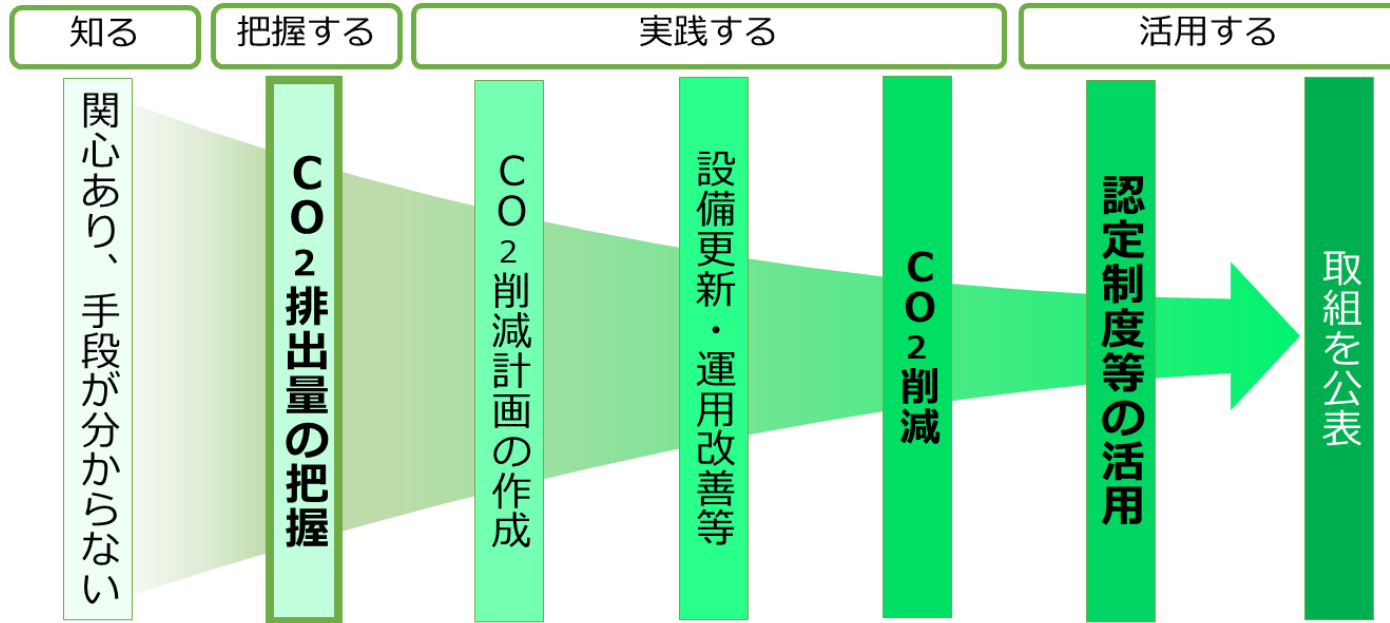 知る
把握する
実践する
活用する
関心あり、手段が分からない
CO2排出量の把握
CO2削減計画の作成
設備更新・運用改善等
CO2削減
認定制度等の活用
取組を公表